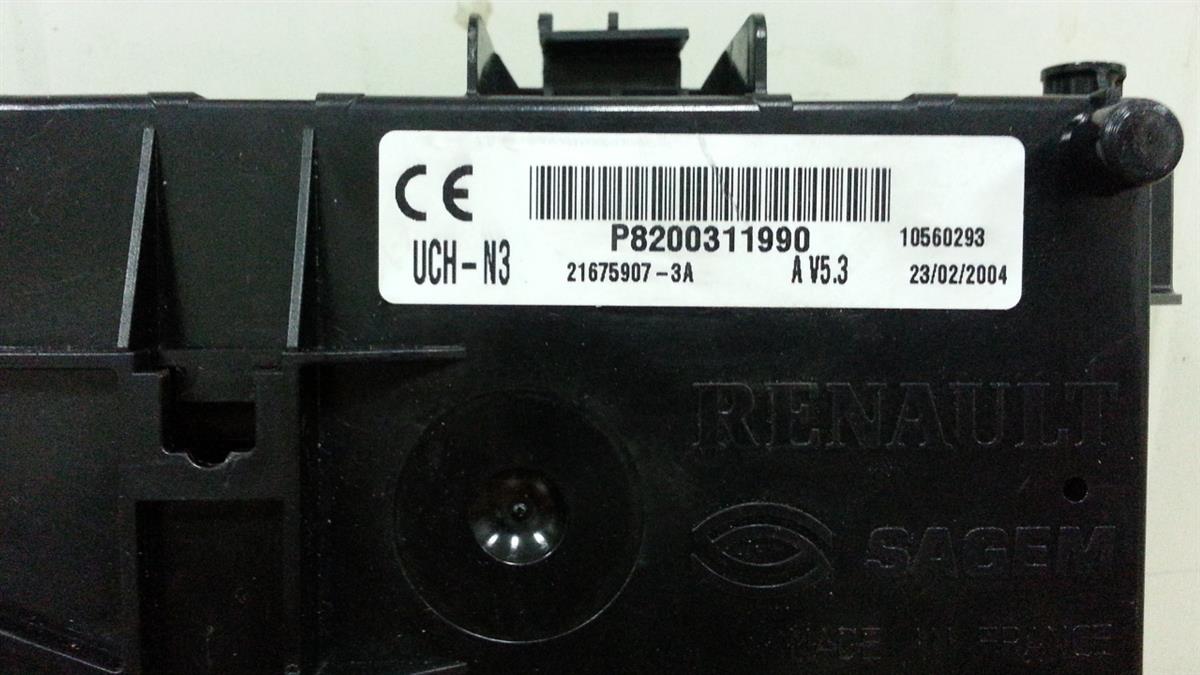 CE
P8200311990
10560293
UCH-N3
21675907-3A
A V5.3
23/02/2004
RENAULT
SAGEM
MADE IN FRANCE